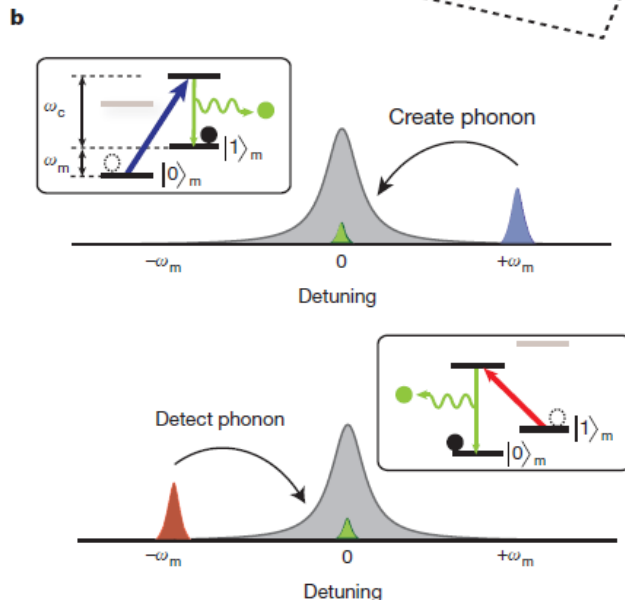 b
ω_c
ω_m
|0⟩_m
|1⟩_m
Create phonon
−ω_m
0
+ω_m
Detuning
Detect phonon
|1⟩_m
|0⟩_m
−ω_m
0
+ω_m
Detuning